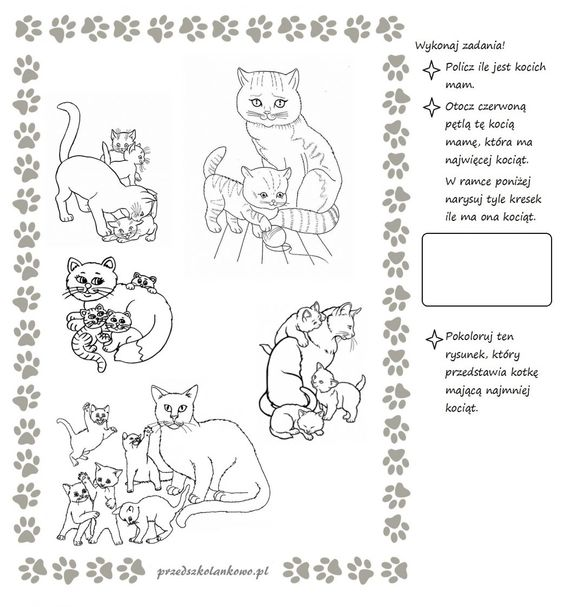 Wykonaj zadania!
Policz ile jest kocich
mam.
Otocz czerwoną
pętlą tę kocią
mamę, która ma
najwięcej kociąt.
W ramce poniżej
narysuj tyle kresek
ile ma ona kociąt.
Pokoloruj ten
rysunek, który
przedstawia kotkę
mającą najmniej
kociąt.
przedszkolankowo.pl